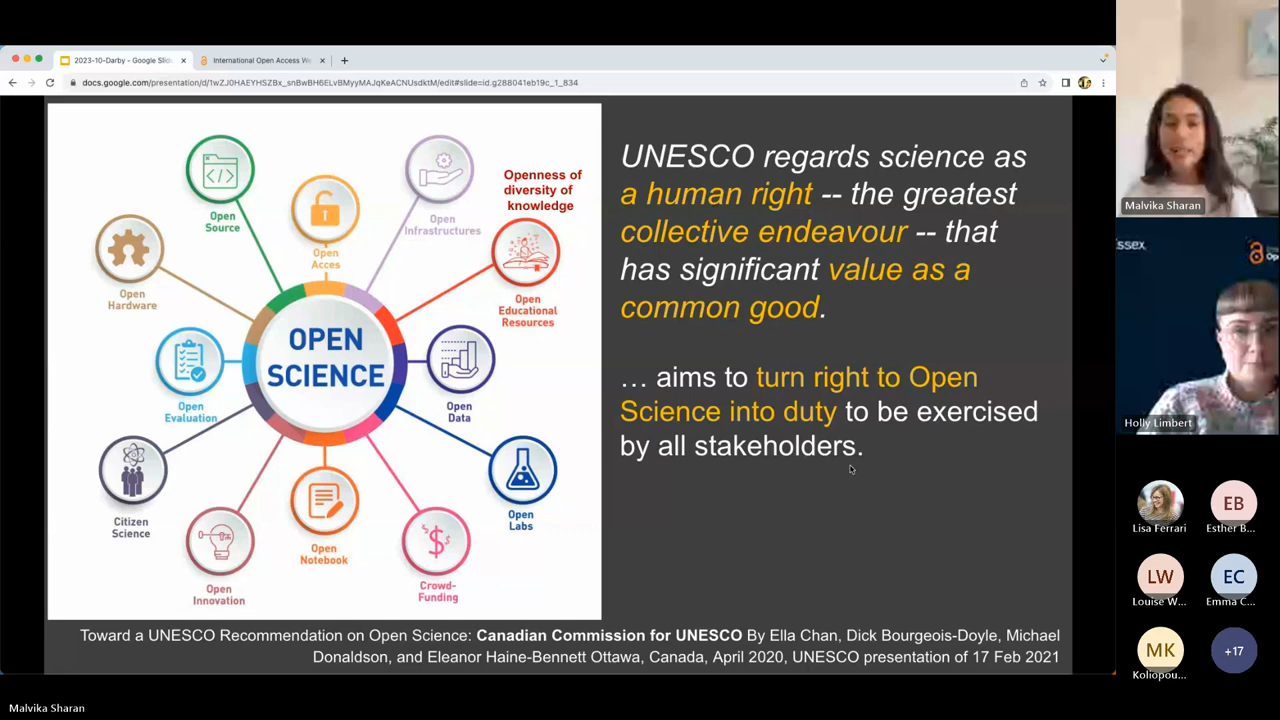 2023-10-Darby - Google Slid
International Open Access We
docs.google.com/presentation/d/1wZJ0HAEYHSZBx_snBwBH6ELvBMyyMAJqKeACNUsdktM/edit#slide=id.g288041eb19c_1_834
Open
Source
Open
Acces
Open
Infrastructures
Openness of
diversity of
knowledge
Open
Hardware
Open
Educational
Resources
OPEN
SCIENCE
Open
Evaluation
Open
Data
Citizen
Science
Open
Labs
Open
Notebook
Open
Innovation
Crowd-
Funding
UNESCO regards science as
a human right -- the greatest
collective endeavour -- that
has significant value as a
common good.
… aims to turn right to Open
Science into duty to be exercised
by all stakeholders.
Toward a UNESCO Recommendation on Open Science: Canadian Commission for UNESCO By Ella Chan, Dick Bourgeois-Doyle, Michael
Donaldson, and Eleanor Haine-Bennett Ottawa, Canada, April 2020, UNESCO presentation of 17 Feb 2021
Malvika Sharan
ssex
Op
Holly Limbert
Lisa Ferrari
EB
Esther B...
LW
Louise W...
EC
Emma C...
MK
Koliopou...
+17
Malvika Sharan